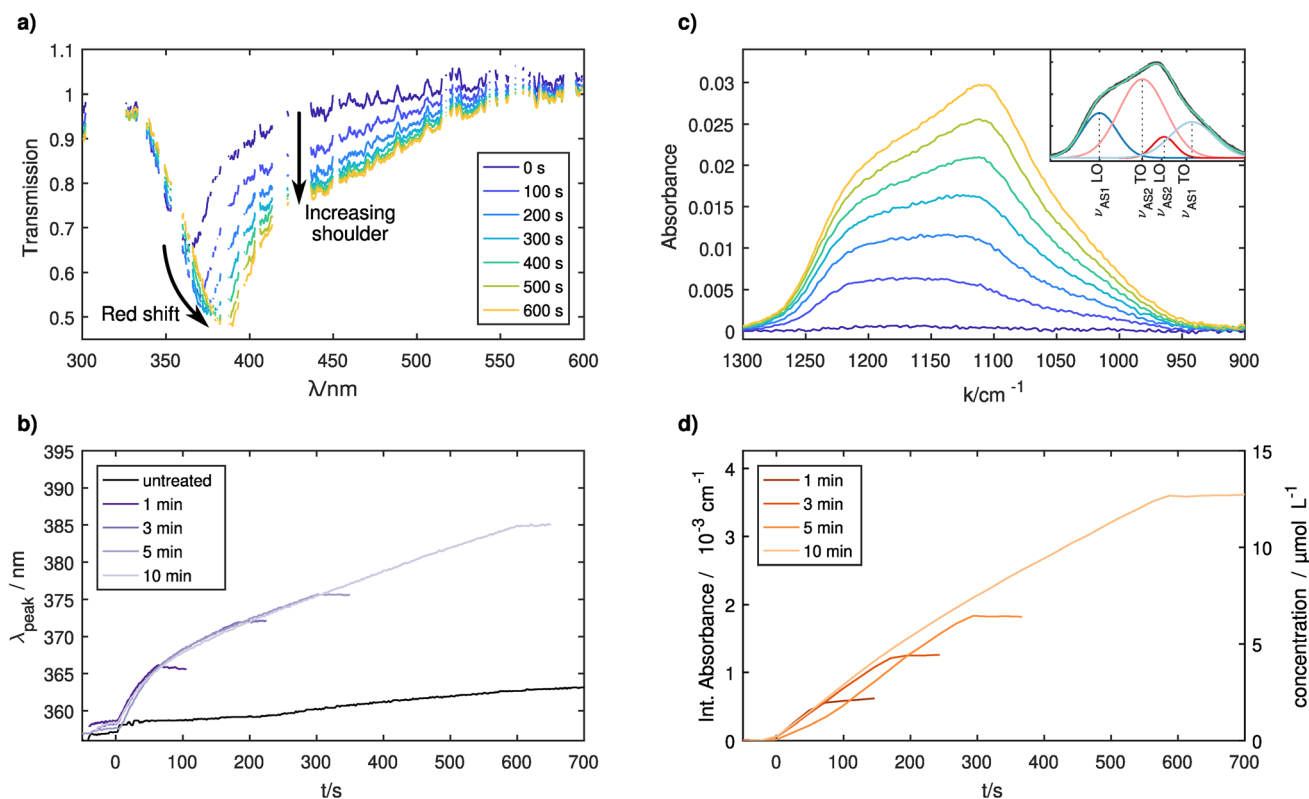 a)
1.1
1
0.9
0.8
0.7
0.6
0.5
Transmission
300
350
400
450
500
550
600
λ/nm
Increasing
shoulder
Red shift
0 s
100 s
200 s
300 s
400 s
500 s
600 s
c)
0.03
0.025
0.02
0.015
0.01
0.005
0
Absorbance
1300
1250
1200
1150
1100
1050
1000
950
900
k/cm -1
LO
TO
LO
TO
νAS1
νAS2
νAS2
νAS1
b)
395
390
385
380
375
370
365
360
λpeak / nm
0
100
200
300
400
500
600
700
t/s
untreated
1 min
3 min
5 min
10 min
d)
4
3
2
1
0
Int. Absorbance / 10-3 cm-1
0
100
200
300
400
500
600
700
t/s
15
10
5
0
concentration / μmol L-1
1 min
3 min
5 min
10 min